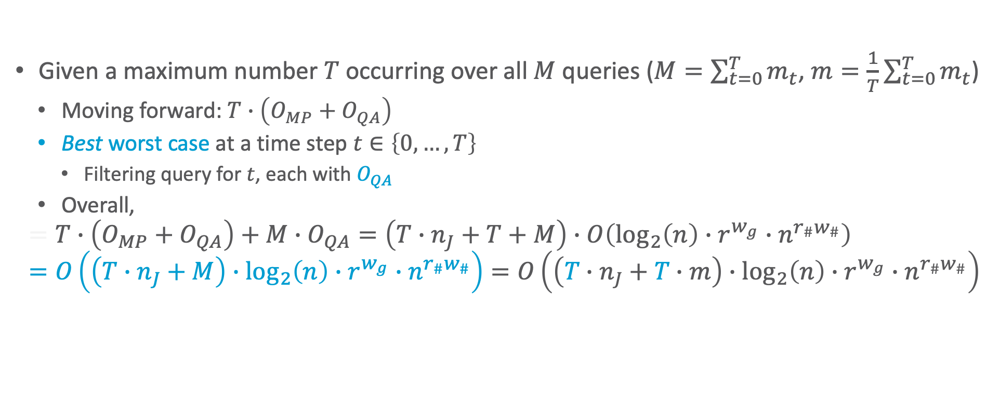 • Given a maximum number T occurring over all M queries (M = ∑_{t=0}^{T} m_t, m = \frac{1}{T} ∑_{t=0}^{T} m_t)
• Moving forward: T · (O_{MP} + O_{QA})
• Best worst case at a time step t ∈ {0, … , T}
• Filtering query for t, each with O_{QA}
• Overall,
= T · (O_{MP} + O_{QA}) + M · O_{QA} = (T · n_J + T + M) · O(log_2(n) · r^{w_g} · n^{r_# w_#})
= O((T · n_J + M) · log_2(n) · r^{w_g} · n^{r_# w_#}) = O((T · n_J + T · m) · log_2(n) · r^{w_g} · n^{r_# w_#})